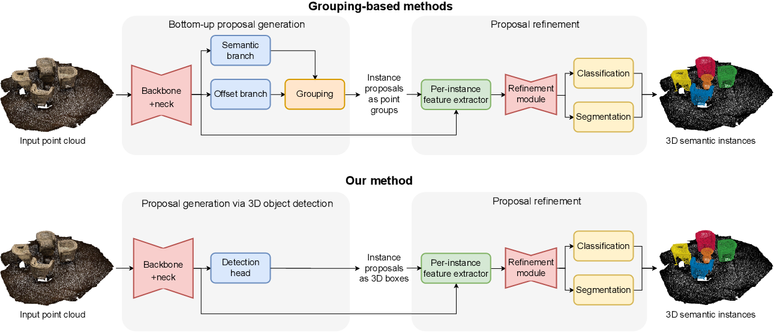 Grouping-based methods
Bottom-up proposal generation
Proposal refinement
Semantic
branch
Backbone
+neck
Offset branch
Grouping
Instance
proposals
as point
groups
Per-instance
feature extractor
Refinement
module
Classification
Segmentation
Input point cloud
3D semantic instances
Our method
Proposal generation via 3D object detection
Proposal refinement
Backbone
+neck
Detection
head
Instance
proposals
as 3D boxes
Per-instance
feature extractor
Refinement
module
Classification
Segmentation
Input point cloud
3D semantic instances